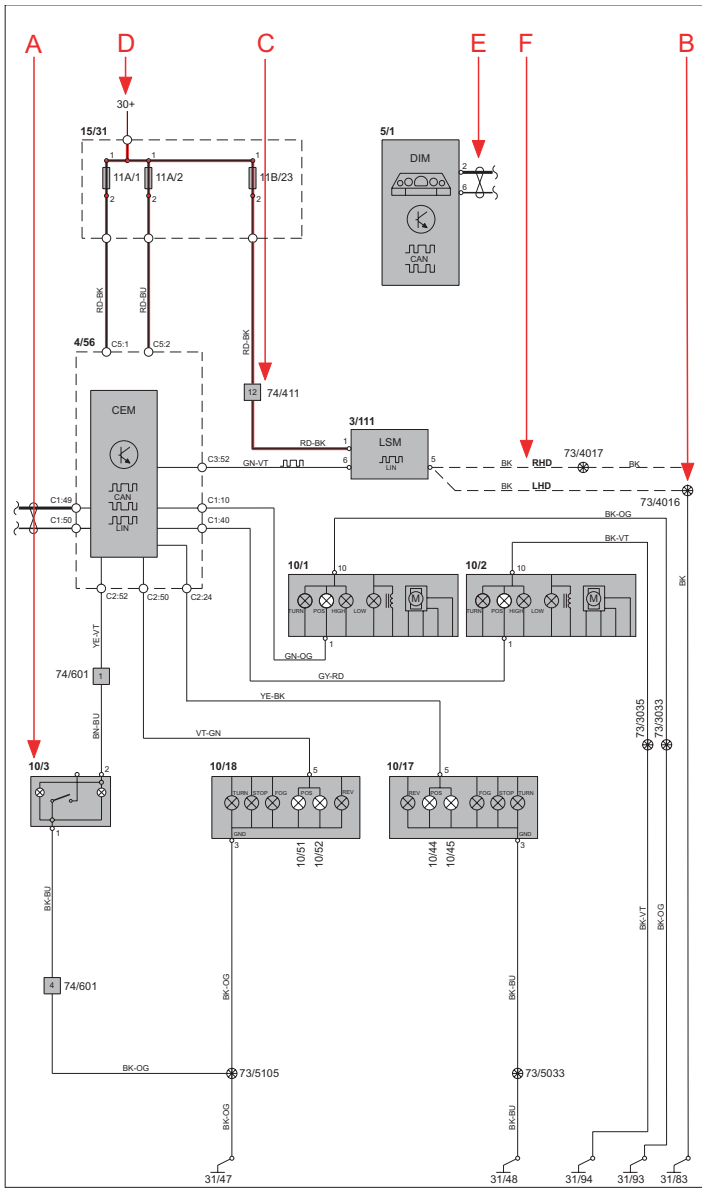 A D C E F B
30+
15/31 5/1
1 1 1 DIM
11A/1 11A/2 11B/23 2
2 2 2 6
CAN
RD-BK RD-BU RD-BK
4/56 C5:1 C5:2
12 74/411
CEM 3/111
RD-BK 1 LSM
C3:52 GN-VT 6 LIN 5 BK RHD 73/4017 BK
BK LHD 73/4016
C1:49 CAN C1:10
C1:50 LIN C1:40
BK-OG
BK-VT
BK
10/1 10 10/2 10
C2:52 C2:50 C2:24
TURN POS HIGH LOW M TURN POS HIGH LOW M
1 1
YE-VT
GN-OG
74/601 1 GY-RD
YE-BK
BN-BU
VT-GN
73/3035 73/3033
10/3 2 10/18 5 10/17 5
TURN STOP FOG POS REV REV POS FOG STOP TURN
GND GND
1 3 3
10/51 10/52 10/44 10/45
BK-BU
BK-VT BK-OG
4 74/601
BK-OG BK-BU
BK-OG 73/5105 73/5033
BK-OG BK-BU
31/47 31/48 31/94 31/93 31/83